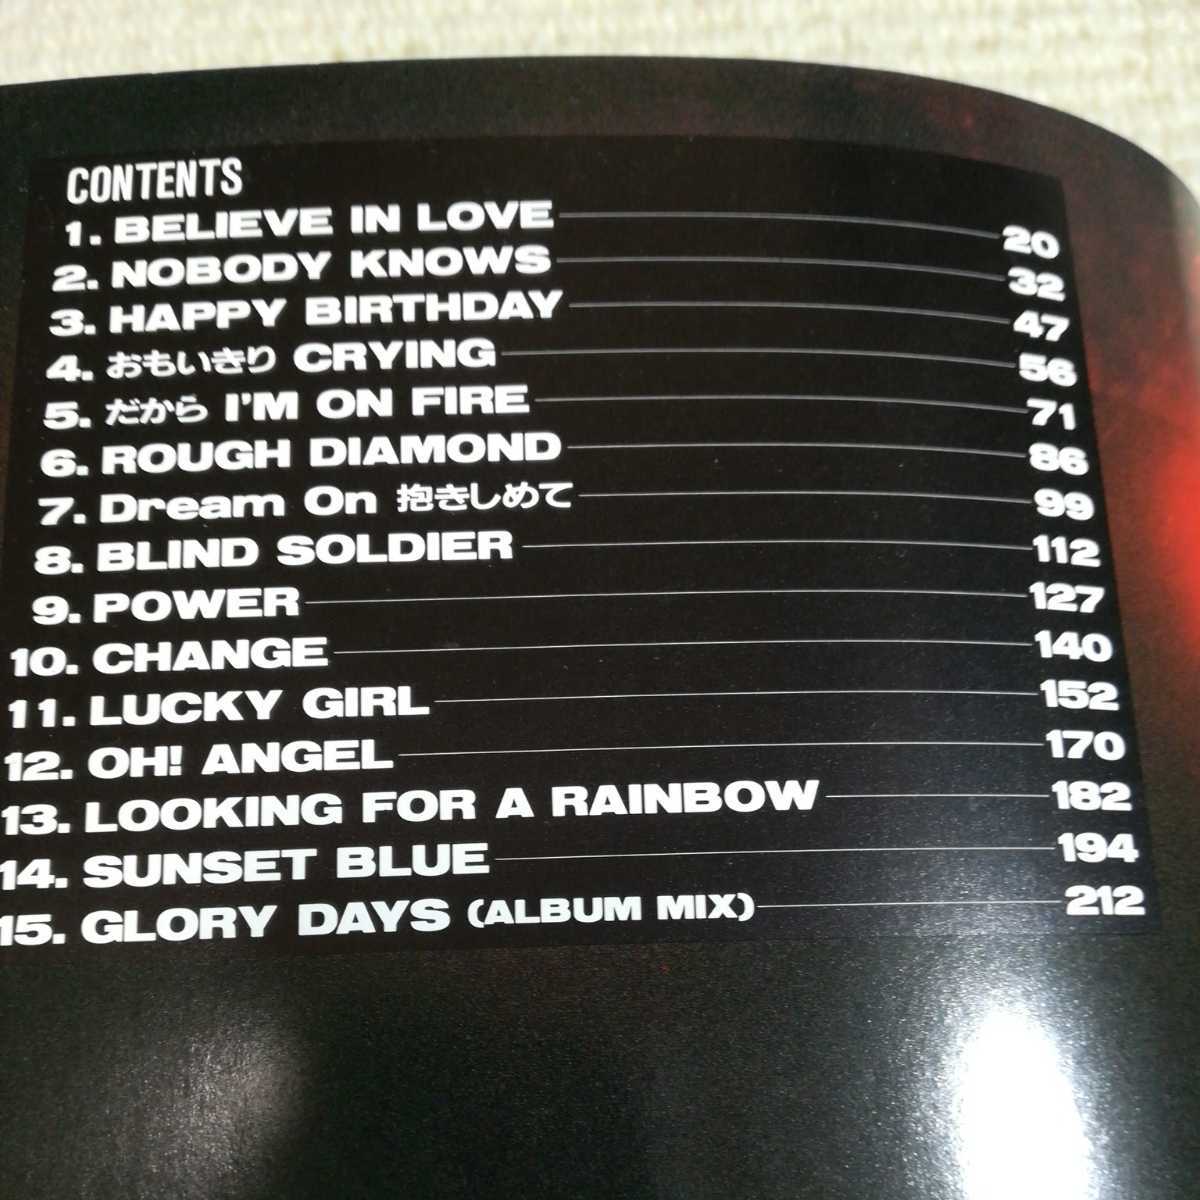 CONTENTS
1. BELIEVE IN LOVE 20
2. NOBODY KNOWS 32
3. HAPPY BIRTHDAY 47
4. おもいきり CRYING 56
5. だから I'M ON FIRE 71
6. ROUGH DIAMOND 86
7. Dream On 抱きしめて 99
8. BLIND SOLDIER 112
9. POWER 127
10. CHANGE 140
11. LUCKY GIRL 152
12. OH! ANGEL 170
13. LOOKING FOR A RAINBOW 182
14. SUNSET BLUE 194
15. GLORY DAYS (ALBUM MIX) 212